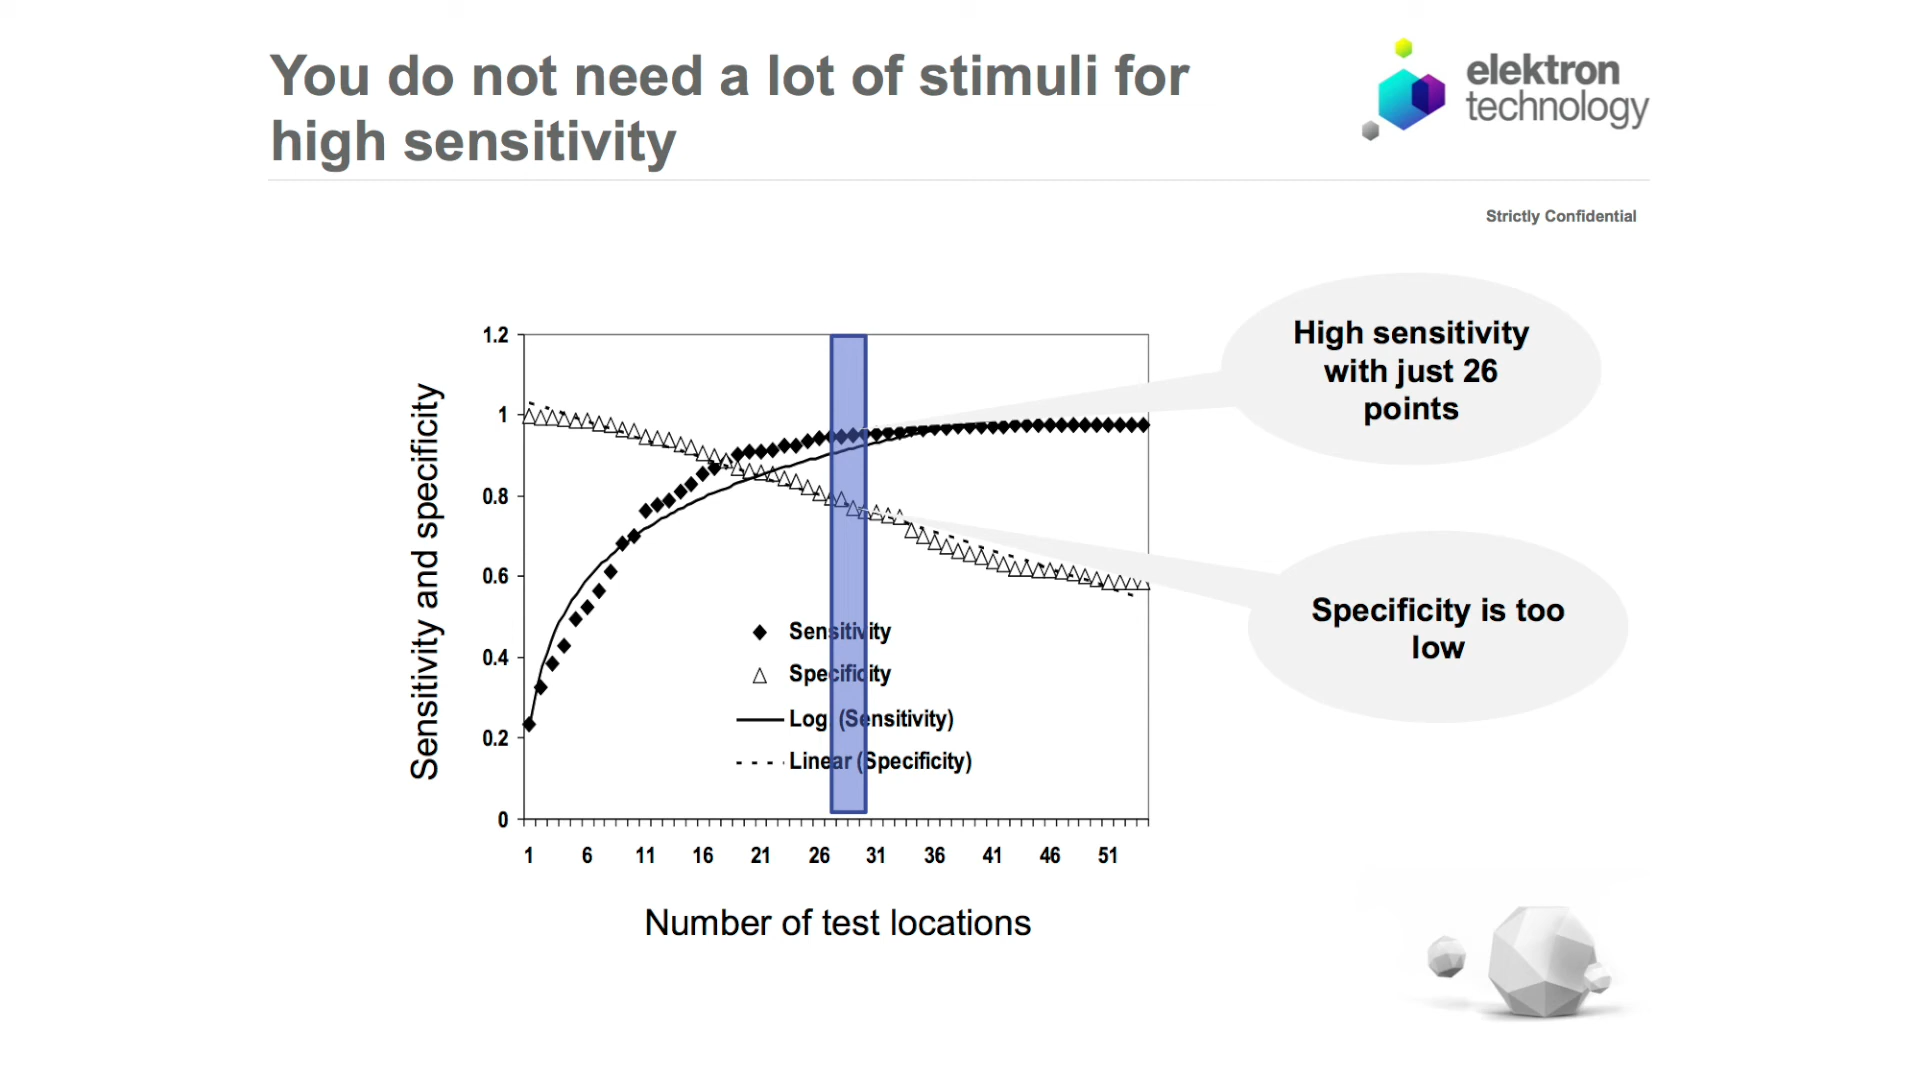 You do not need a lot of stimuli for
high sensitivity
elektron
technology
Strictly Confidential
High sensitivity
with just 26
points
Specificity is too
low
Sensitivity and specificity
1.2
1
0.8
0.6
0.4
0.2
0
Sensitivity
Specificity
Log. (Sensitivity)
Linear (Specificity)
1 6 11 16 21 26 31 36 41 46 51
Number of test locations